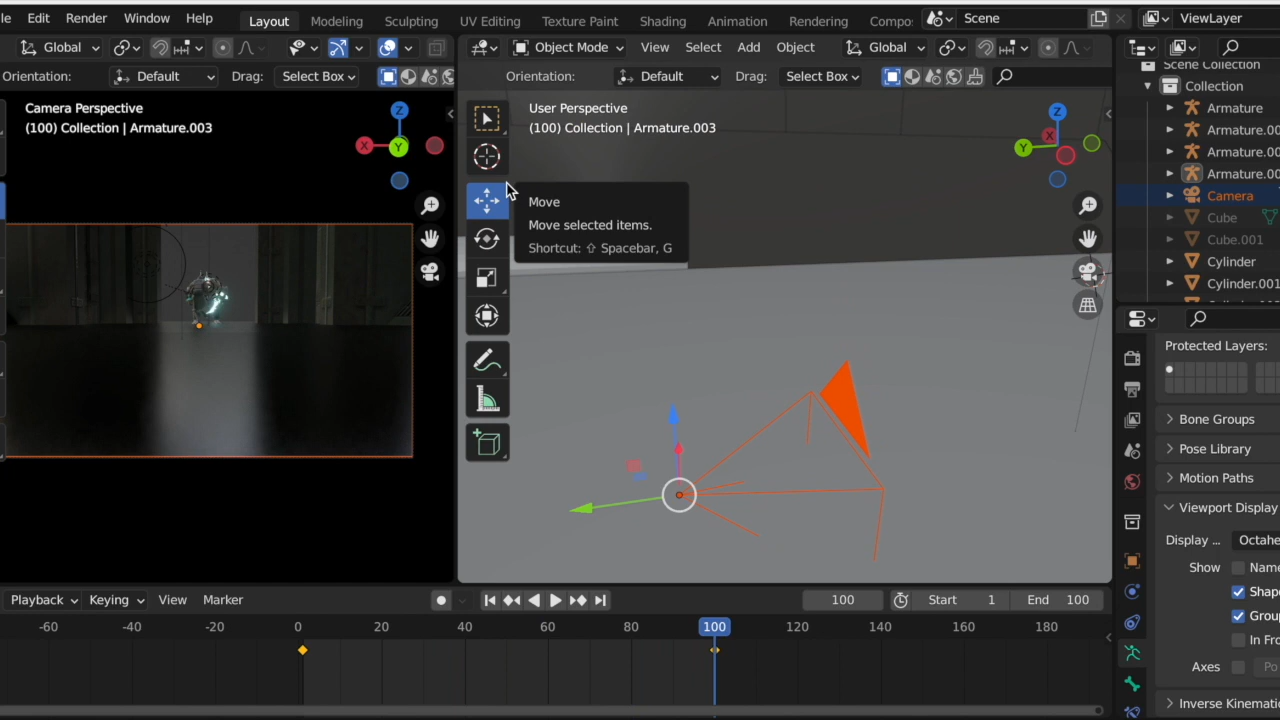 le Edit Render Window Help Layout Modeling Sculpting UV Editing Texture Paint Shading Animation Rendering Compo: Scene ViewLayer
Global Object Mode View Select Add Object Global
Orientation: Default Drag: Select Box Orientation: Default Drag: Select Box
Camera Perspective
(100) Collection | Armature.003
Z
X
Y
User Perspective
(100) Collection | Armature.003
Z
X
Y
Move
Move selected items.
Shortcut: ⇧ Spacebar, G
Scene Collection
Collection
Armature
Armature.00
Armature.00
Armature.00
Camera
Cube
Cube.001
Cylinder
Cylinder.001
Protected Layers:
Bone Groups
Pose Library
Motion Paths
Viewport Display
Display ... Octahe
Show Name
Shape
Group
In Fro
Axes Po
Inverse Kinemati
Playback Keying View Marker 100 Start 1 End 100
-60 -40 -20 0 20 40 60 80 100 120 140 160 180